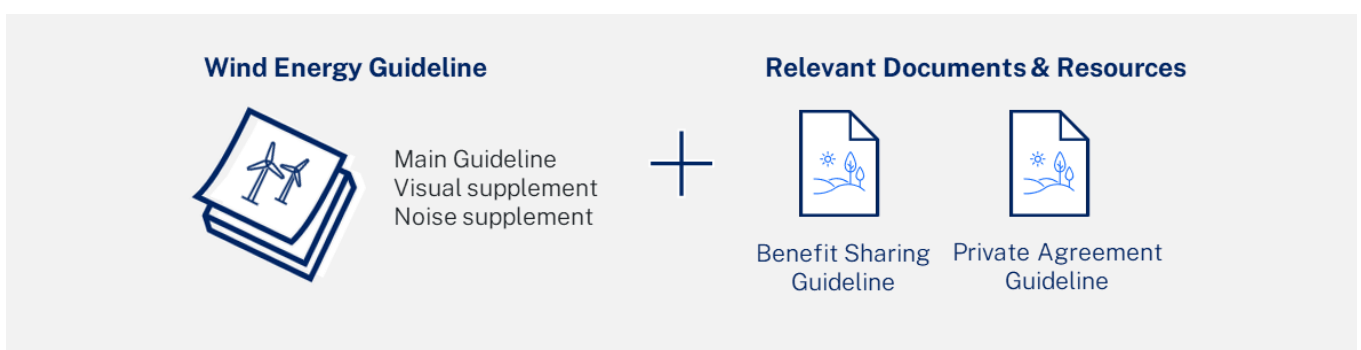 Wind Energy Guideline
Main Guideline
Visual supplement
Noise supplement
Relevant Documents & Resources
Benefit Sharing
Guideline
Private Agreement
Guideline